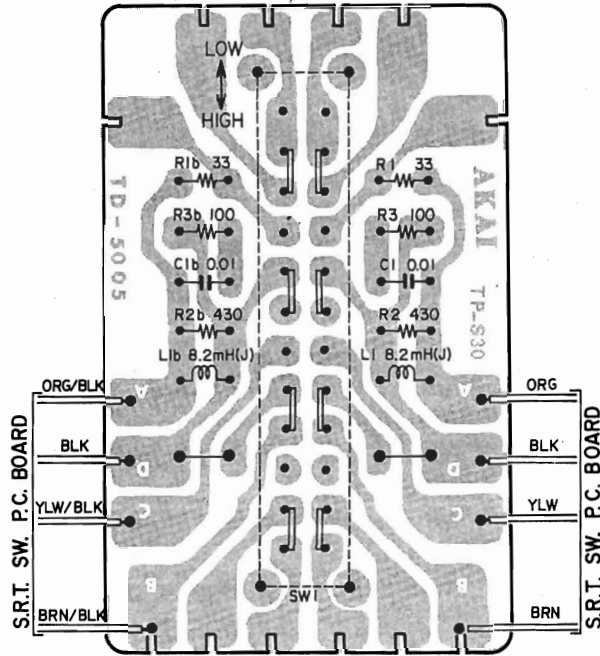 LOW
HIGH
R1b 33
R1 33
R3b 100
R3 100
C1b 0.01
C1 0.01
R2b 430
R2 430
L1b 8.2mH(J)
L1 8.2mH(J)
TD-5005
AKAI
TP-S30
ORG/BLK
BLK
YLW/BLK
BRN/BLK
S.R.T. SW. P.C. BOARD
ORG
BLK
YLW
BRN
S.R.T. SW. P.C. BOARD
A
D
C
B
A
D
C
B
SW1